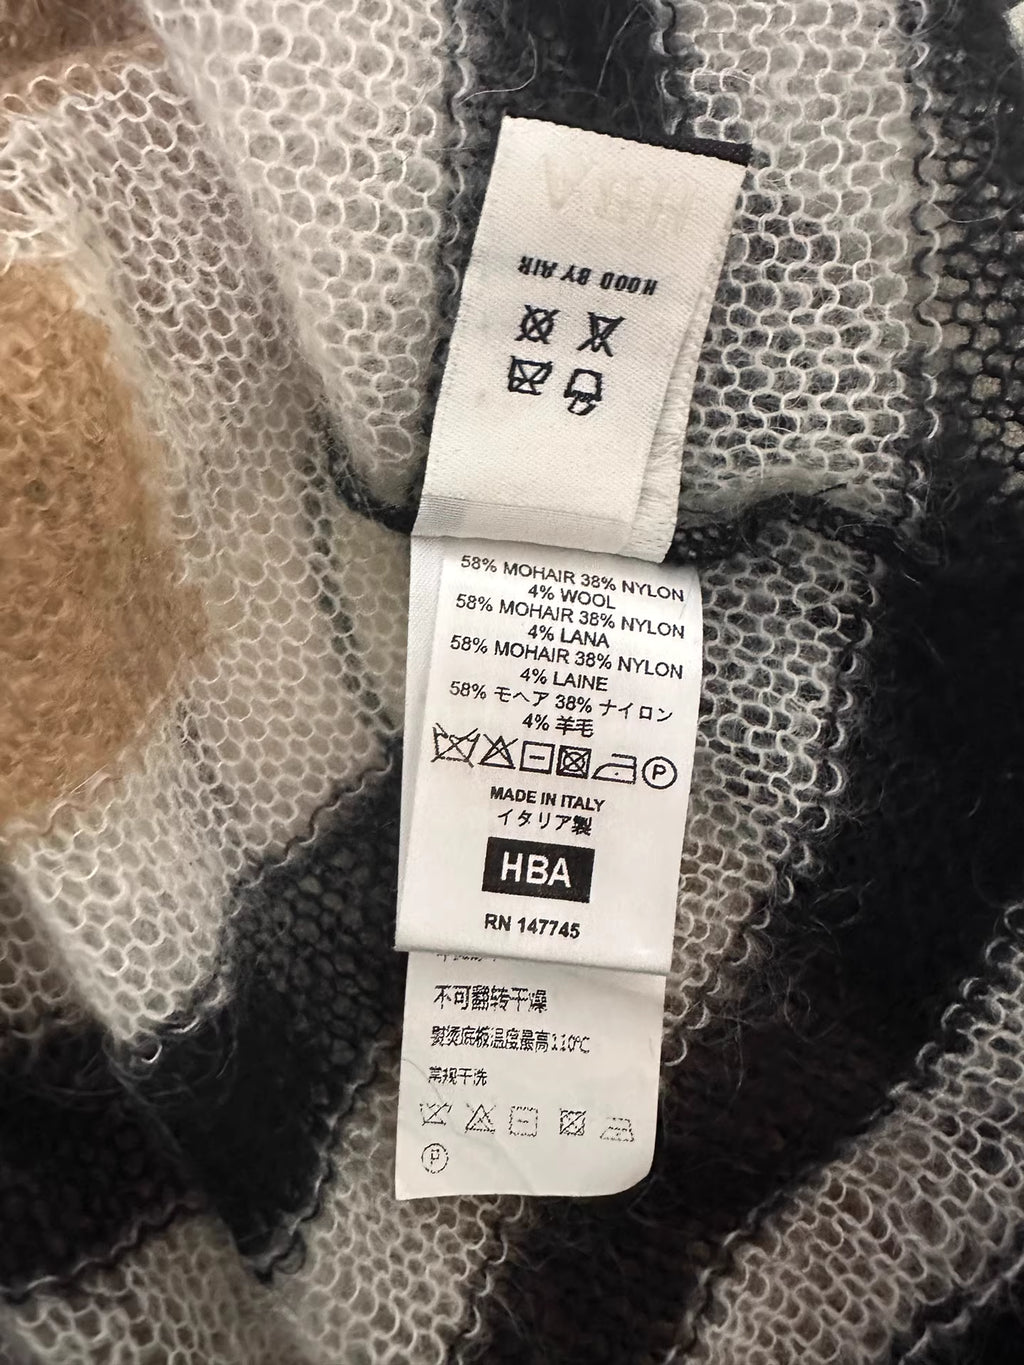 HBA
HOOD BY AIR
58% MOHAIR 38% NYLON
4% WOOL
58% MOHAIR 38% NYLON
4% LANA
58% MOHAIR 38% NYLON
4% LAINE
58% モヘア 38% ナイロン
4% 羊毛
P
MADE IN ITALY
イタリア製
HBA
RN 147745
不可翻转干燥
熨烫底板温度最高110℃
常规干洗
P